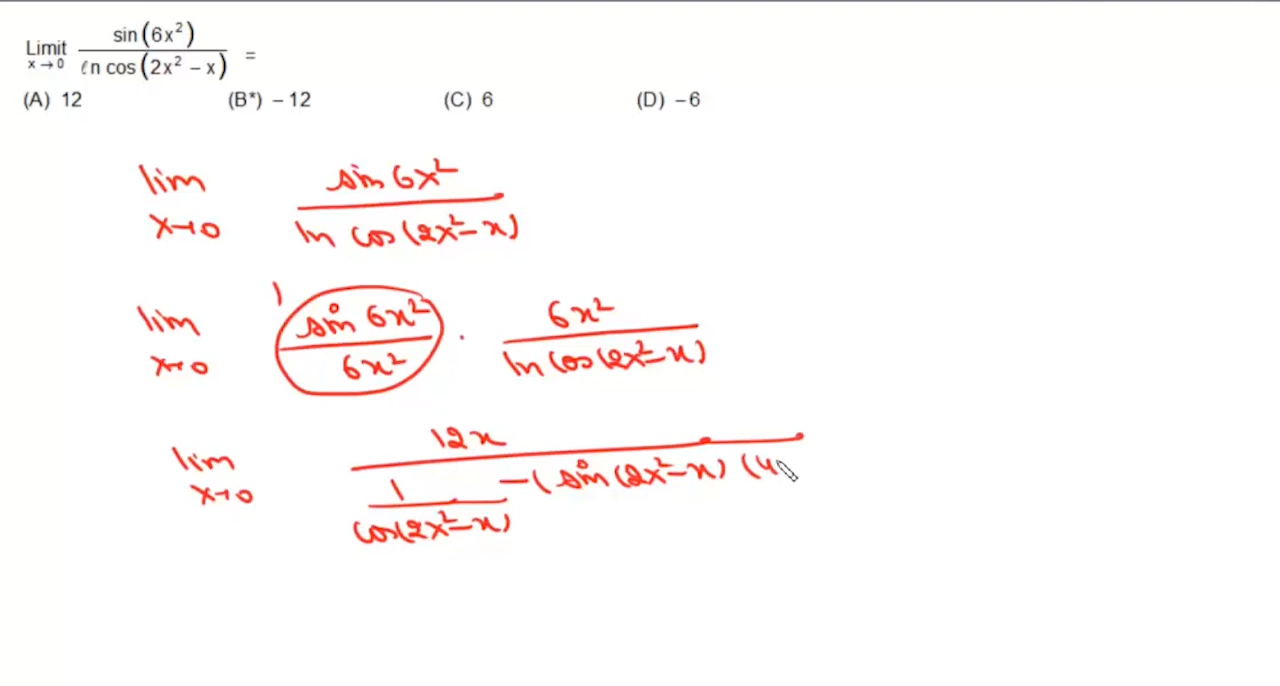 Limit x→0 sin(6x²) / ℓn cos(2x² − x) =
(A) 12 (B*) − 12 (C) 6 (D) −6
lim x→0 sin 6x² / ln cos(2x² − x)
1
lim x→0 sin 6x² / 6x² · 6x² / ln cos(2x² − x)
lim x→0 12x / 1 / cos(2x² − x) −( sin(2x² − x) (4